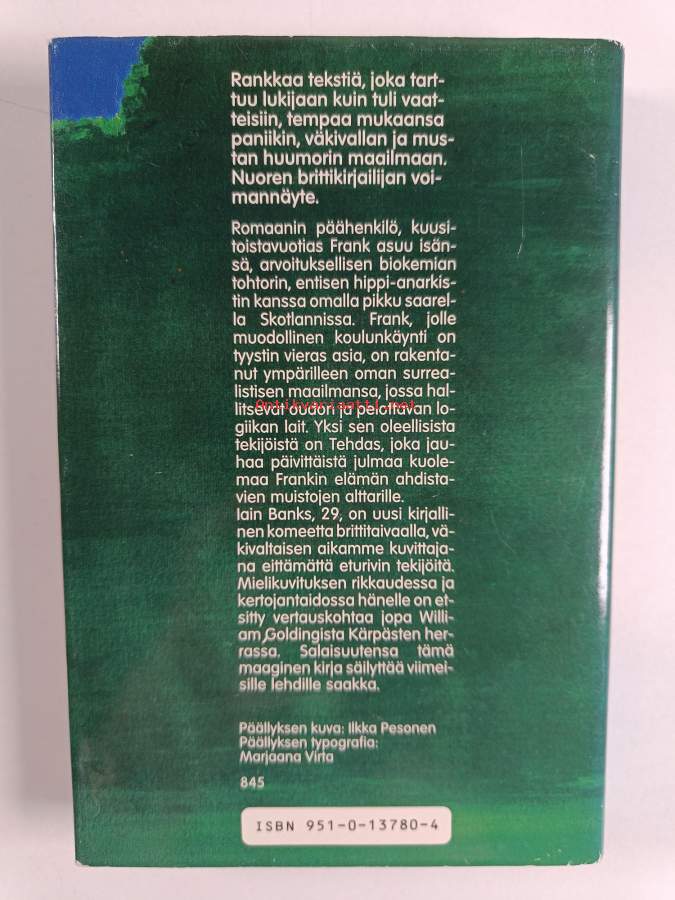 Rankkaa tekstiä, joka tart-
tuu lukijaan kuin tuli vaat-
teisiin, tempaa mukaansa
paniikin, väkivallan ja mus-
tan huumorin maailmaan.
Nuoren brittikirjailijan voi-
mannäyte.
Romaanin päähenkilö, kuusi-
toistavuotias Frank asuu isän-
sä, arvoituksellisen biokemian
tohtorin, entisen hippi-anarkis-
tin kanssa omalla pikku saarel-
la Skotlannissa. Frank, jolle
muodollinen koulunkäynti on
tyystin vieras asia, on rakenta-
nut ympärilleen oman surrea-
listisen maailmansa, jossa hal-
Antikvariaatti.net
litsevat oudon ja pelottavan lo-
giikan lait. Yksi sen oleellisista
tekijöistä on Tehdas, joka jau-
haa päivittäistä julmaa kuole-
maa Frankin elämän ahdista-
vien muistojen alttarille.
Iain Banks, 29, on uusi kirjalli-
nen komeetta brittitaivaalla, vä-
kivaltaisen aikamme kuvittaja-
na eittämättä eturivin tekijöitä.
Mielikuvituksen rikkaudessa ja
kertojantaidossa hänelle on et-
sitty vertauskohtaa jopa Willi-
am Goldingista Kärpästen her-
rassa. Salaisuutensa tämä
maaginen kirja säilyttää viimei-
sille lehdille saakka.
Päällyksen kuva: Ilkka Pesonen
Päällyksen typografia:
Marjaana Virta
845
ISBN 951-0-13780-4